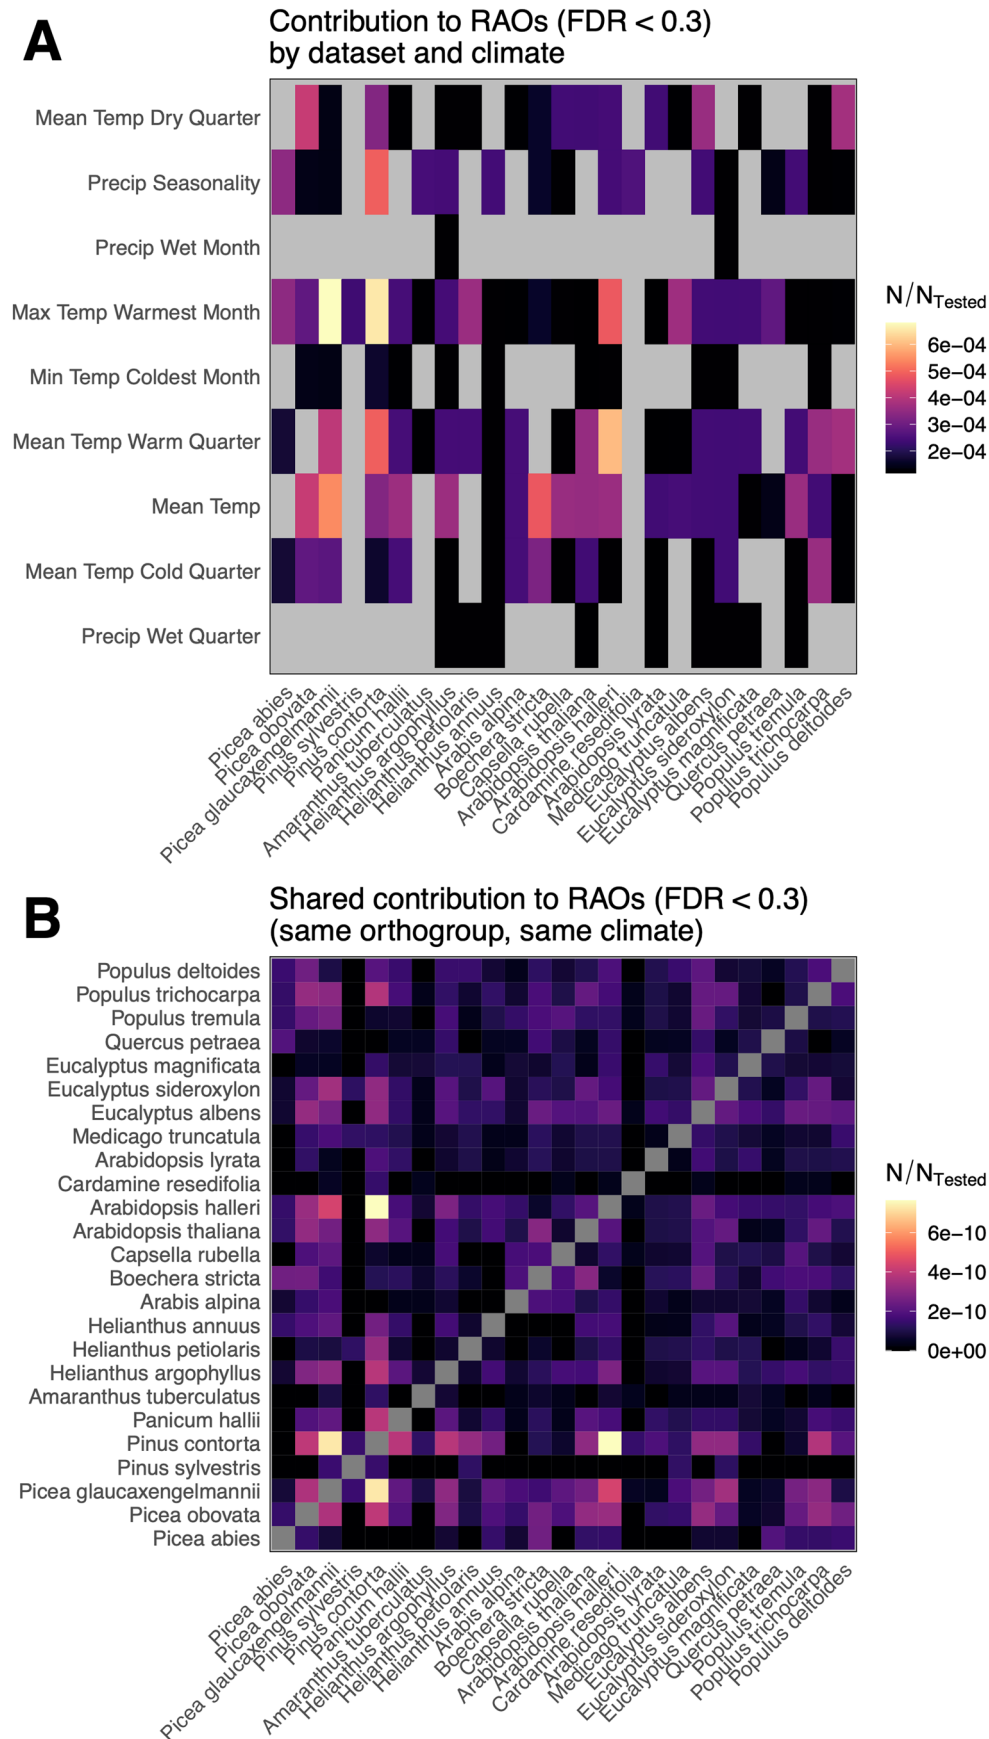 A
Contribution to RAOs (FDR < 0.3)
by dataset and climate
Mean Temp Dry Quarter
Precip Seasonality
Precip Wet Month
Max Temp Warmest Month
Min Temp Coldest Month
Mean Temp Warm Quarter
Mean Temp
Mean Temp Cold Quarter
Precip Wet Quarter
N/NTested
6e−04
5e−04
4e−04
3e−04
2e−04
Picea abies
Picea obovata
Picea glaucaxengelmannii
Pinus sylvestris
Pinus contorta
Panicum hallii
Amaranthus tuberculatus
Helianthus argophyllus
Helianthus petiolaris
Helianthus annuus
Arabis alpina
Boechera stricta
Capsella rubella
Arabidopsis thaliana
Arabidopsis halleri
Cardamine resedifolia
Arabidopsis lyrata
Medicago truncatula
Eucalyptus albens
Eucalyptus sideroxylon
Eucalyptus magnificata
Quercus petraea
Populus tremula
Populus trichocarpa
Populus deltoides
B
Shared contribution to RAOs (FDR < 0.3)
(same orthogroup, same climate)
Populus deltoides
Populus trichocarpa
Populus tremula
Quercus petraea
Eucalyptus magnificata
Eucalyptus sideroxylon
Eucalyptus albens
Medicago truncatula
Arabidopsis lyrata
Cardamine resedifolia
Arabidopsis halleri
Arabidopsis thaliana
Capsella rubella
Boechera stricta
Arabis alpina
Helianthus annuus
Helianthus petiolaris
Helianthus argophyllus
Amaranthus tuberculatus
Panicum hallii
Pinus contorta
Pinus sylvestris
Picea glaucaxengelmannii
Picea obovata
Picea abies
N/NTested
6e−10
4e−10
2e−10
0e+00
Picea abies
Picea obovata
Picea glaucaxengelmannii
Pinus sylvestris
Pinus contorta
Panicum hallii
Amaranthus tuberculatus
Helianthus argophyllus
Helianthus petiolaris
Helianthus annuus
Arabis alpina
Boechera stricta
Capsella rubella
Arabidopsis thaliana
Arabidopsis halleri
Cardamine resedifolia
Arabidopsis lyrata
Medicago truncatula
Eucalyptus albens
Eucalyptus sideroxylon
Eucalyptus magnificata
Quercus petraea
Populus tremula
Populus trichocarpa
Populus deltoides